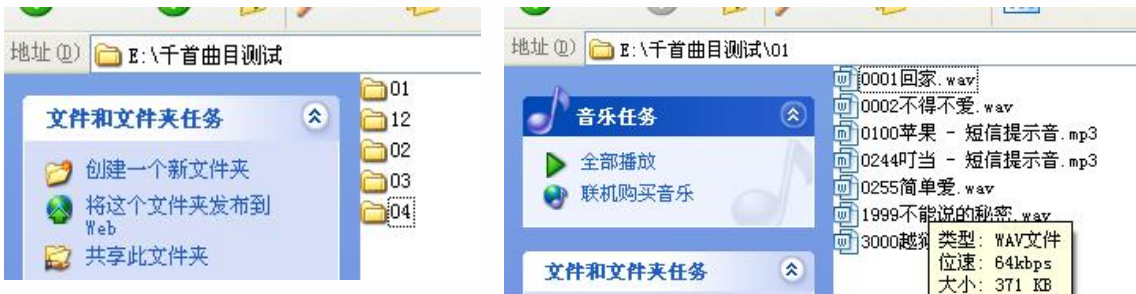 地址(D) E:\千首曲目测试
文件和文件夹任务
创建一个新文件夹
将这个文件夹发布到
Web
共享此文件夹
01
12
02
03
04
地址(D) E:\千首曲目测试\01
音乐任务
全部播放
联机购买音乐
文件和文件夹任务
0001回家.wav
0002不得不爱.wav
0100苹果 - 短信提示音.mp3
0244叮当 - 短信提示音.mp3
0255简单爱.wav
1999不能说的秘密.wav
3000越狱
类型: WAV文件
位速: 64kbps
大小: 371 KB